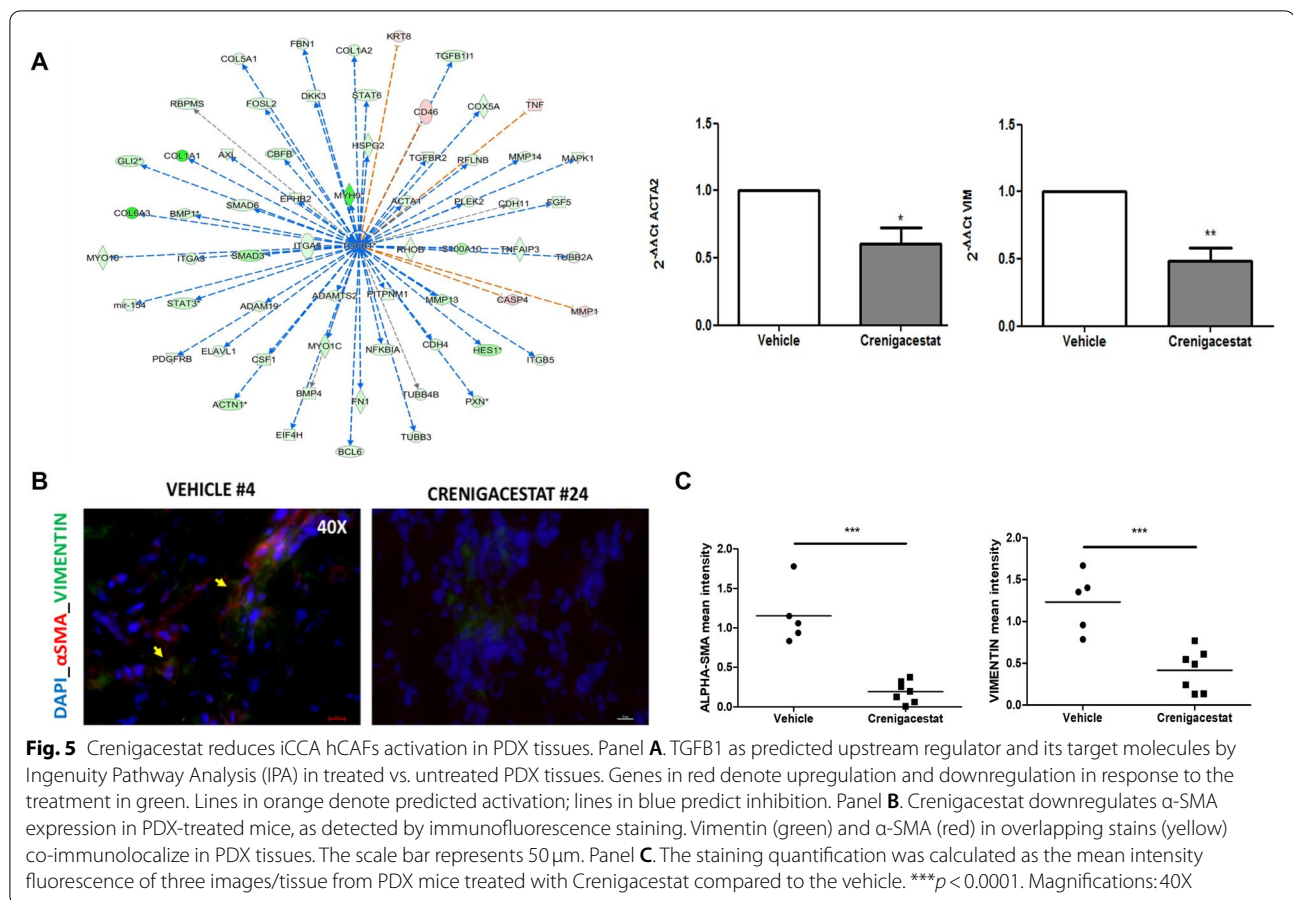 A
FBN1
COL1A2
KRT8
TGFB1I1
COL5A1
RBPMS
FOSL2
DKK3
STAT6
CD46
COX5A
TNF
GLI2*
COL1A1
AXL
CBFB
HSPG2
TGFBR2
RFLNB
MMP14
MAPK1
COL6A3
BMP1*
SMAD6
EPHB2
MYH9*
ACTA1
PLEK2
CDH11
FGF5
MYO10
ITGA3
SMAD3
ITGA5
RHOB
S100A10
TNFAIP3
TUBB2A
mir-154
STAT3*
ADAM19
ADAMTS2
PITPNM1
MMP13
CASP4
MMP1
PDGFRB
ELAVL1
CSF1
MYO1C
NFKBIA
CDH4
HES1*
ITGB5
ACTN1*
BMP4
FN1
TUBB4B
PXN*
EIF4H
BCL6
TUBB3
2-ΔΔCt ACTA2
1.5
1.0
0.5
0.0
*
Vehicle
Crenigacestat
2-ΔΔCt VIM
1.5
1.0
0.5
0.0
**
Vehicle
Crenigacestat
B
VEHICLE #4
CRENIGACESTAT #24
DAPI_αSMA_VIMENTIN
40X
C
ALPHA-SMA mean intensity
2.0
1.5
1.0
0.5
0.0
***
Vehicle
Crenigacestat
VIMENTIN mean intensity
2.0
1.5
1.0
0.5
0.0
***
Vehicle
Crenigacestat
Fig. 5 Crenigacestat reduces iCCA hCAFs activation in PDX tissues. Panel A. TGFB1 as predicted upstream regulator and its target molecules by
Ingenuity Pathway Analysis (IPA) in treated vs. untreated PDX tissues. Genes in red denote upregulation and downregulation in response to the
treatment in green. Lines in orange denote predicted activation; lines in blue predict inhibition. Panel B. Crenigacestat downregulates α-SMA
expression in PDX-treated mice, as detected by immunofluorescence staining. Vimentin (green) and α-SMA (red) in overlapping stains (yellow)
co-immunolocalize in PDX tissues. The scale bar represents 50 μm. Panel C. The staining quantification was calculated as the mean intensity
fluorescence of three images/tissue from PDX mice treated with Crenigacestat compared to the vehicle. ***p < 0.0001. Magnifications: 40X